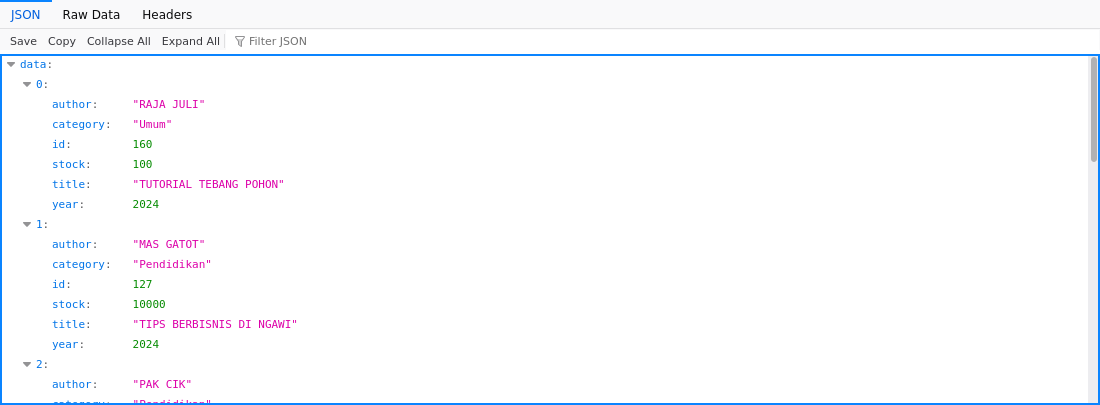 JSON Raw Data Headers
Save Copy Collapse All Expand All Filter JSON
data:
0:
author: "RAJA JULI"
category: "Umum"
id: 160
stock: 100
title: "TUTORIAL TEBANG POHON"
year: 2024
1:
author: "MAS GATOT"
category: "Pendidikan"
id: 127
stock: 10000
title: "TIPS BERBISNIS DI NGAWI"
year: 2024
2:
author: "PAK CIK"
category: "Pendidikan"